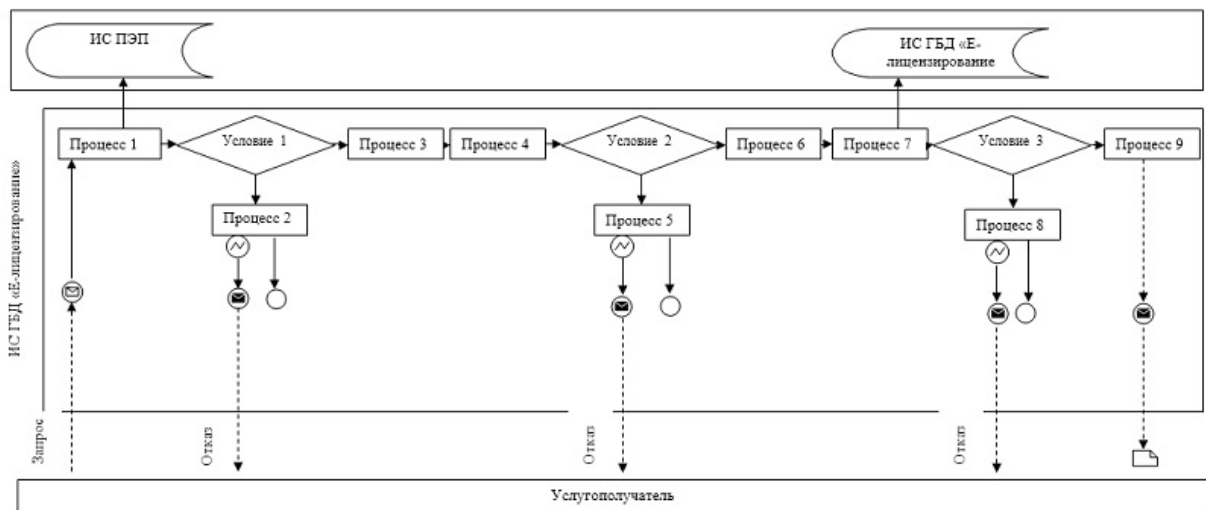 ИС ПЭП
ИС ГБД «Е-
лицензирование
ИС ГБД «Е-лицензирование»
Процесс 1
Условие 1
Процесс 3
Процесс 4
Условие 2
Процесс 6
Процесс 7
Условие 3
Процесс 9
Процесс 2
Процесс 5
Процесс 8
Запрос
Отказ
Отказ
Отказ
Услугополучатель